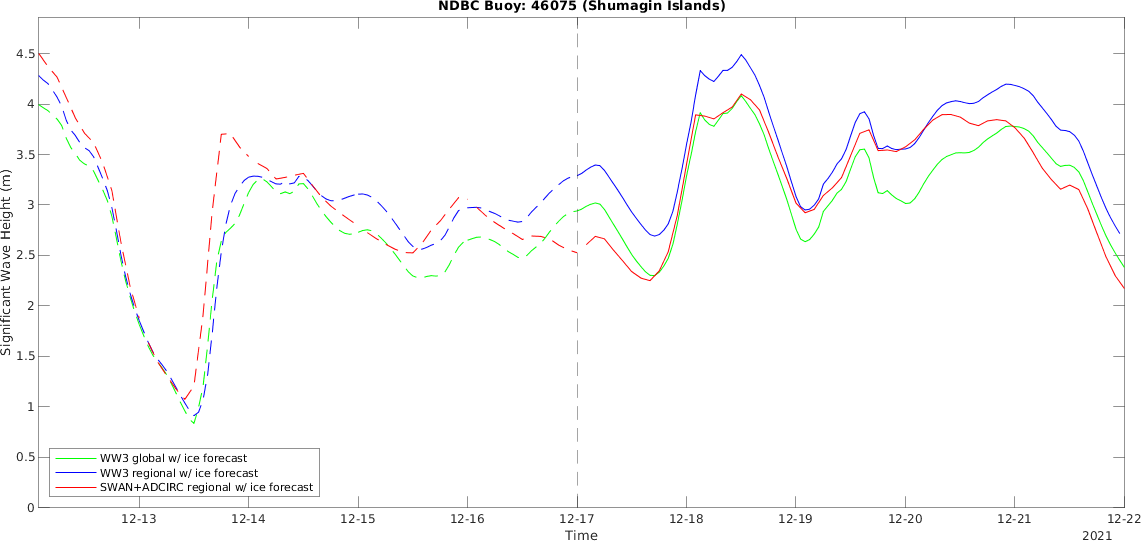 NDBC Buoy: 46075 (Shumagin Islands)
Significant Wave Height (m)
4.5
4
3.5
3
2.5
2
1.5
1
0.5
0
WW3 global w/ ice forecast
WW3 regional w/ ice forecast
SWAN+ADCIRC regional w/ ice forecast
12-13 12-14 12-15 12-16 12-17 12-18 12-19 12-20 12-21 12-22
Time
2021